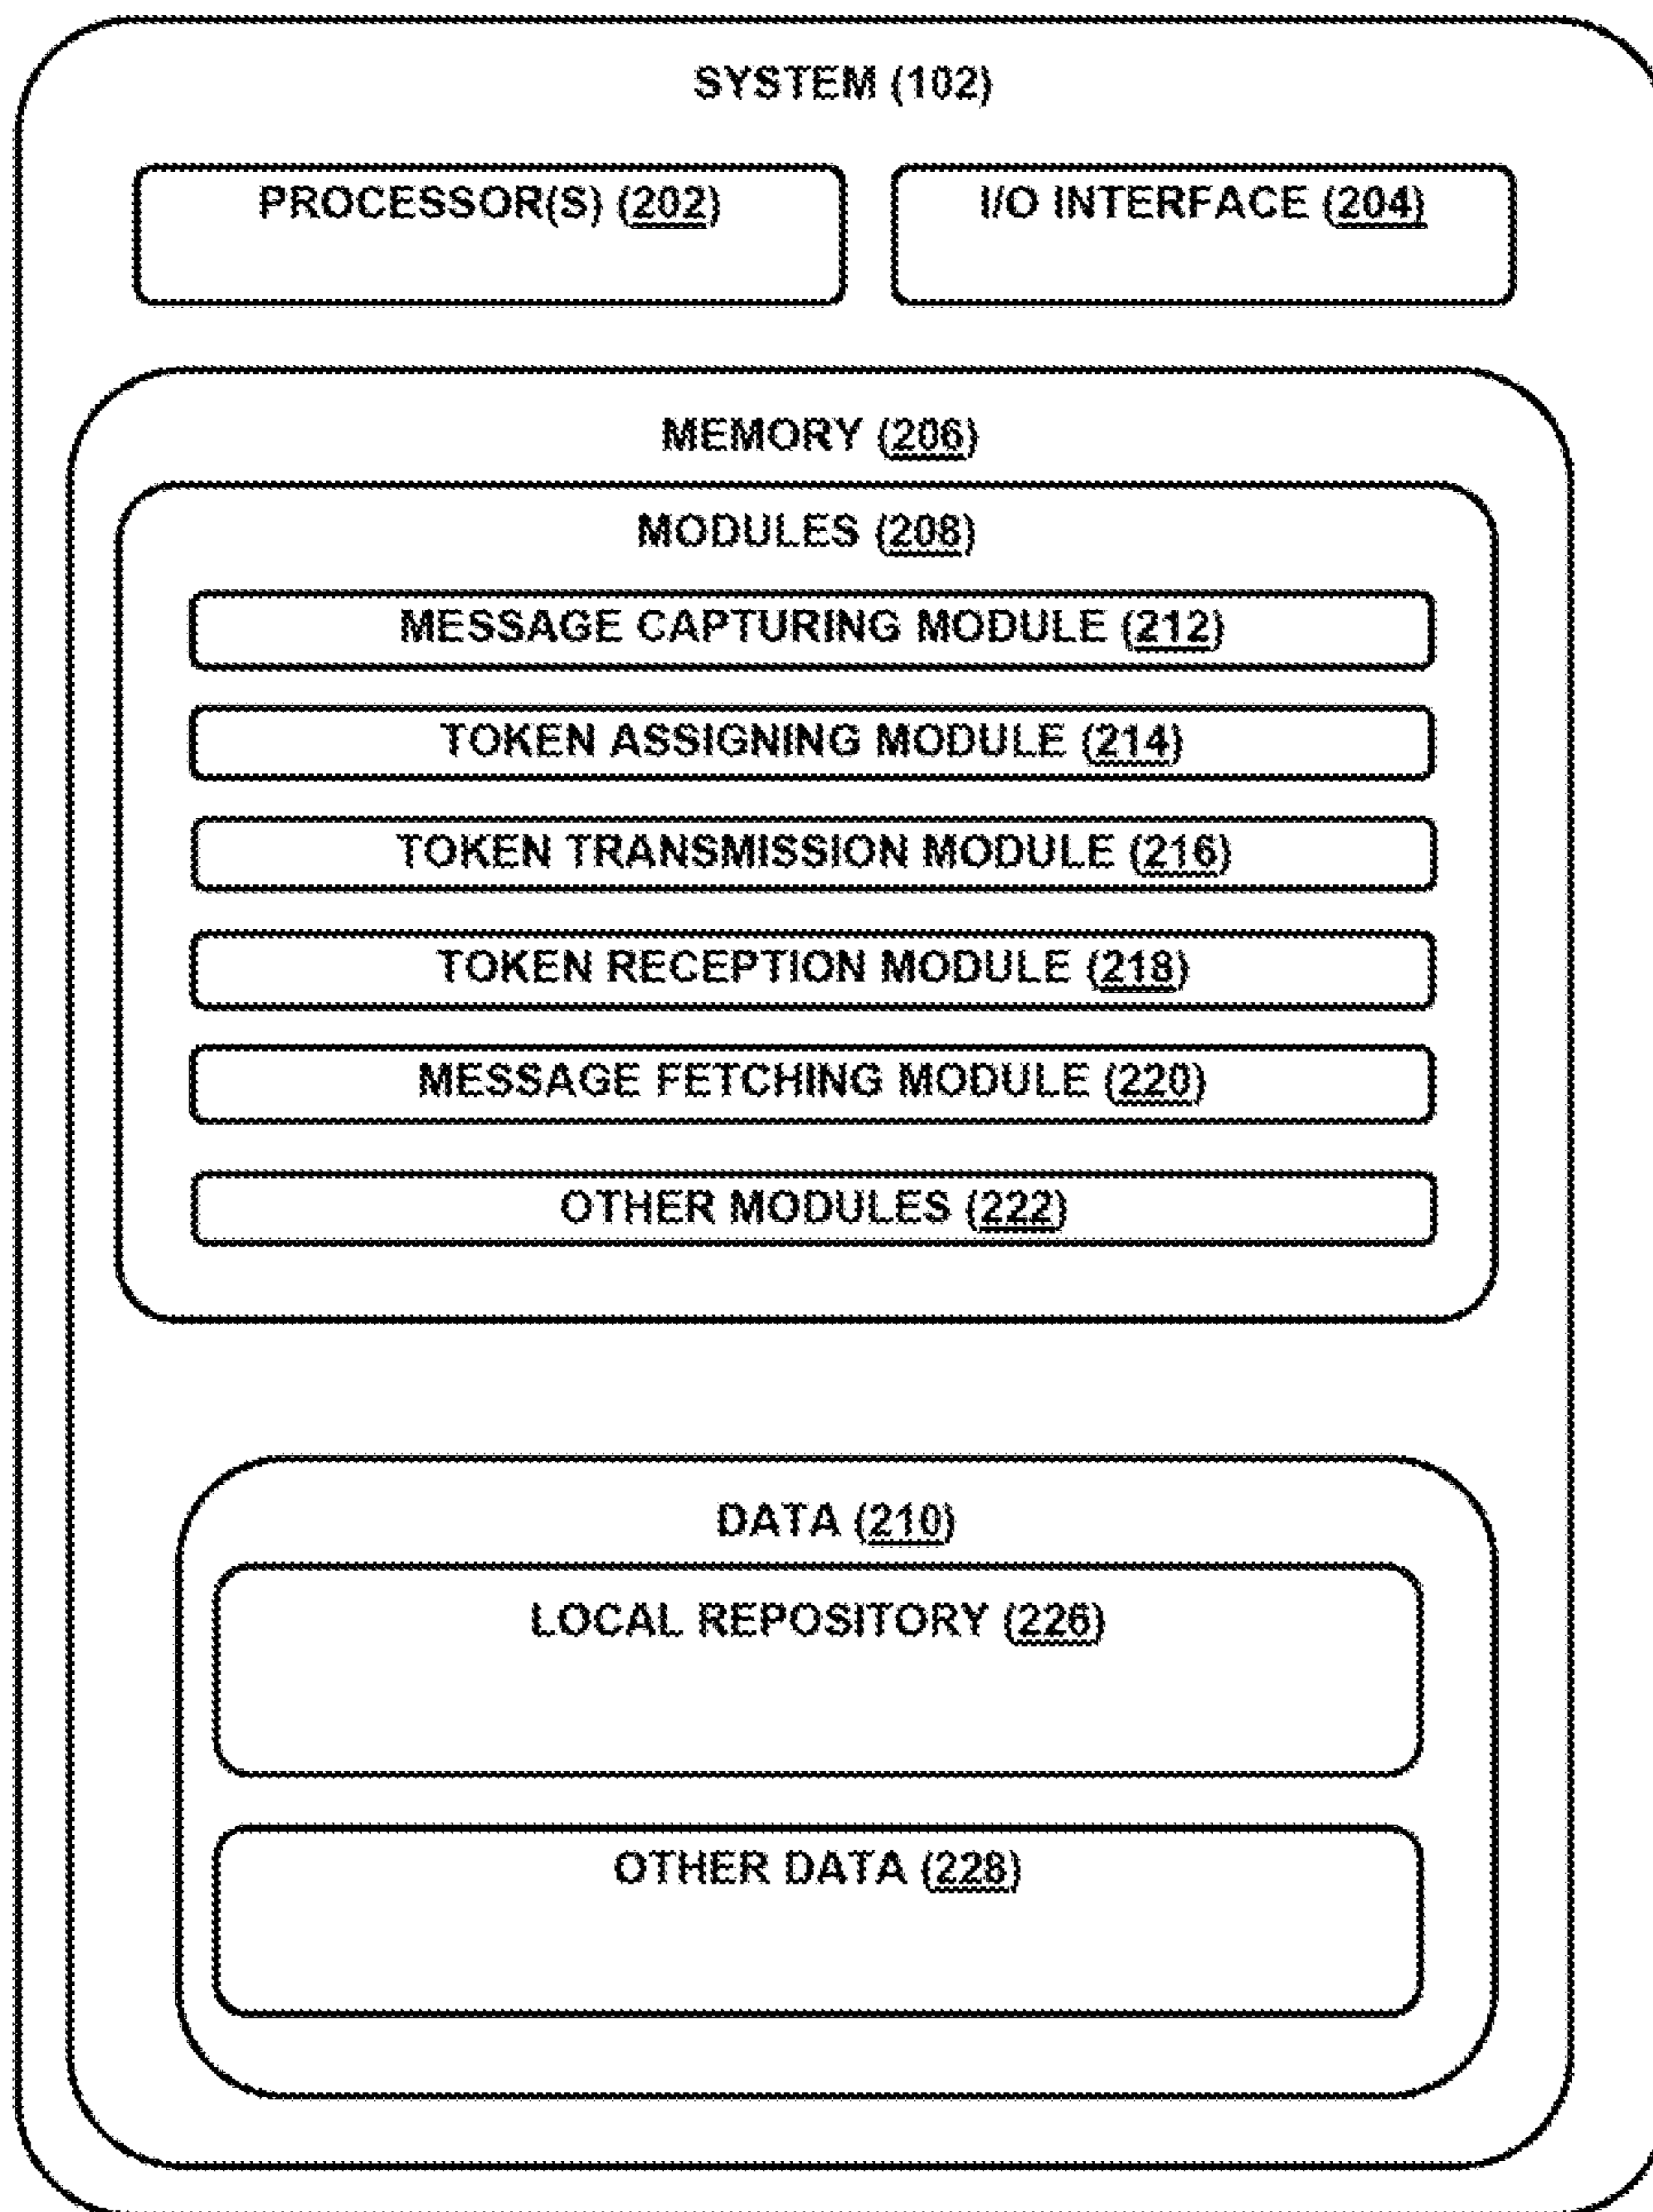 SYSTEM (102)
PROCESSOR(S) (202)
I/O INTERFACE (204)
MEMORY (206)
MODULES (208)
MESSAGE CAPTURING MODULE (212)
TOKEN ASSIGNING MODULE (214)
TOKEN TRANSMISSION MODULE (216)
TOKEN RECEPTION MODULE (218)
MESSAGE FETCHING MODULE (220)
OTHER MODULES (222)
DATA (210)
LOCAL REPOSITORY (226)
OTHER DATA (228)